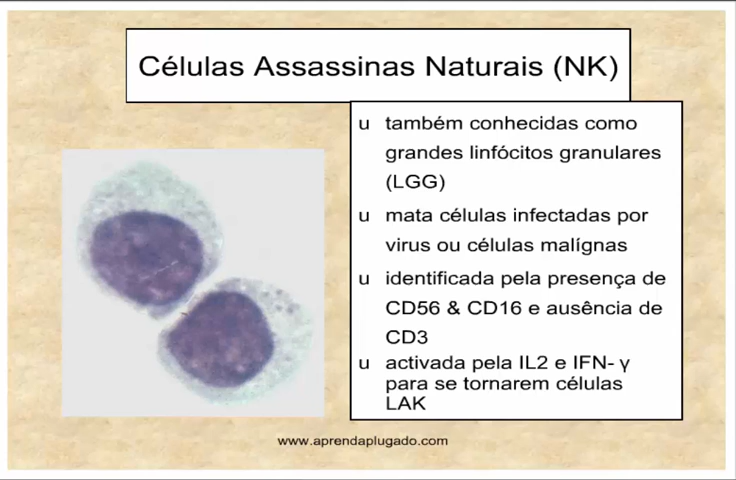 Células Assassinas Naturais (NK)
u também conhecidas como
grandes linfócitos granulares
(LGG)
u mata células infectadas por
virus ou células malígnas
u identificada pela presença de
CD56 & CD16 e ausência de
CD3
u activada pela IL2 e IFN- γ
para se tornarem células
LAK
www.aprendaplugado.com